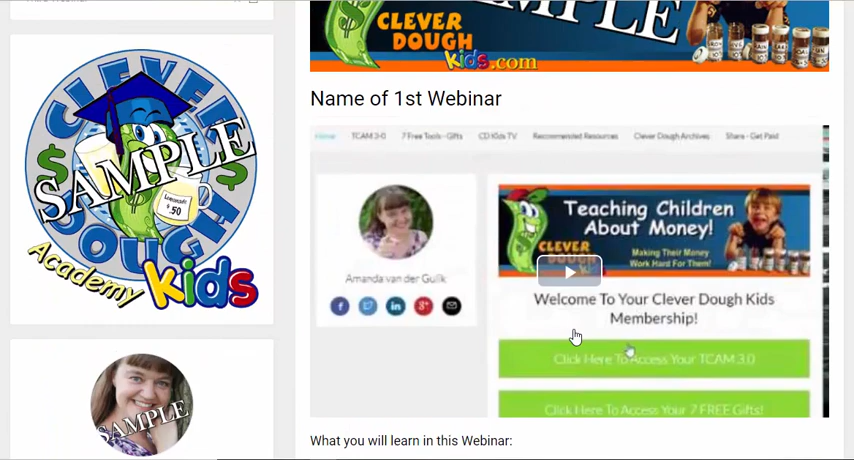 CLEVER
DOUGH
kids.com
SAMPLE
CLEVER
SAMPLE
Lemonade
$.50
DOUGH
Academy kids
SAMPLE
Name of 1st Webinar
Home TCAM 3.0 7 Free Tools - Gifts CD Kids TV Recommended Resources Clever Dough Archives Share - Get Paid
Amanda van der Gulik
Teaching Children
About Money!
CLEVER
DOUGH
Making Their Money
Work Hard For Them!
Welcome To Your Clever Dough Kids
Membership!
Click Here To Access Your TCAM 3.0
Click Here To Access Your 7 FREE Gifts!
What you will learn in this Webinar: